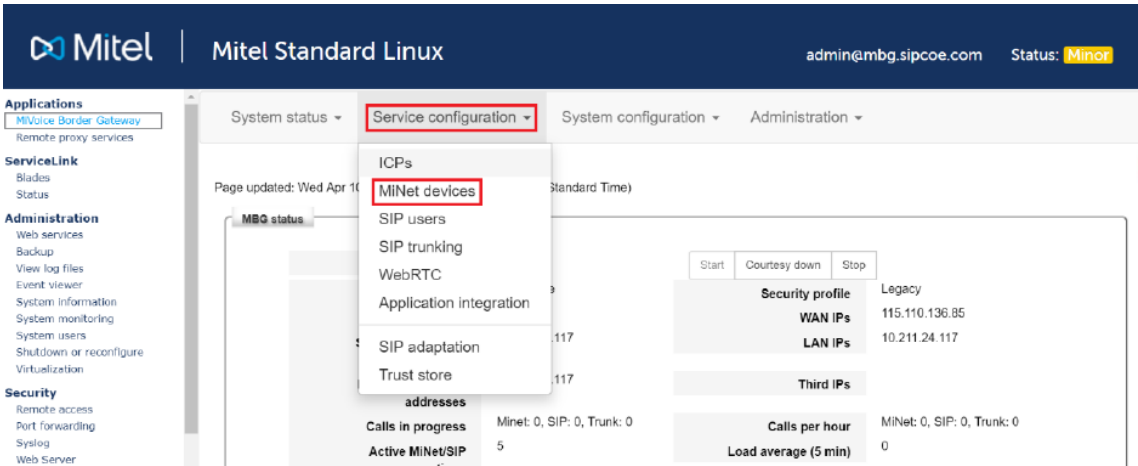 Mitel | Mitel Standard Linux
admin@mbg.sipcoe.com Status: Minor
Applications
MiVoice Border Gateway
Remote proxy services
ServiceLink
Blades
Status
Administration
Web services
Backup
View log files
Event viewer
System information
System monitoring
System users
Shutdown or reconfigure
Virtualization
Security
Remote access
Port forwarding
Syslog
Web Server
System status Service configuration System configuration Administration
ICPs
MiNet devices
SIP users
SIP trunking
WebRTC
Application integration
SIP adaptation
Trust store
Page updated: Wed Apr 10 Standard Time)
MBG status
Start Courtesy down Stop
Security profile Legacy
WAN IPs 115.110.136.85
.117 LAN IPs 10.211.24.117
.117 Third IPs
addresses
Calls in progress Minet: 0, SIP: 0, Trunk: 0 Calls per hour MiNet: 0, SIP: 0, Trunk: 0
Active MiNet/SIP 5 Load average (5 min) 0